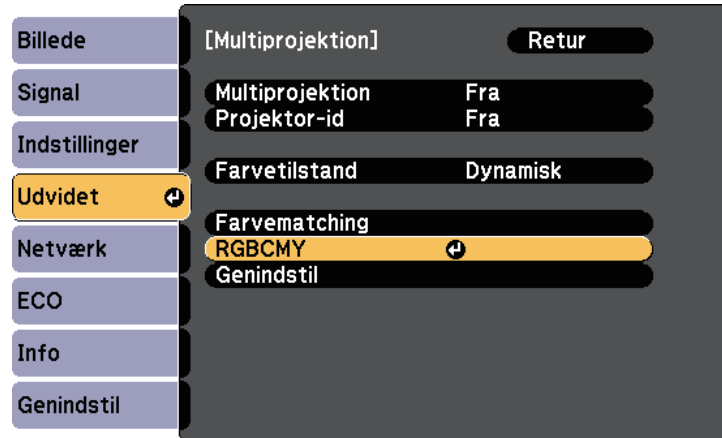 Billede
Signal
Indstillinger
Udvidet
Netværk
ECO
Info
Genindstil
[Multiprojektion] Retur
Multiprojektion Fra
Projektor-id Fra
Farvetilstand Dynamisk
Farvematching
RGBCMY
Genindstil